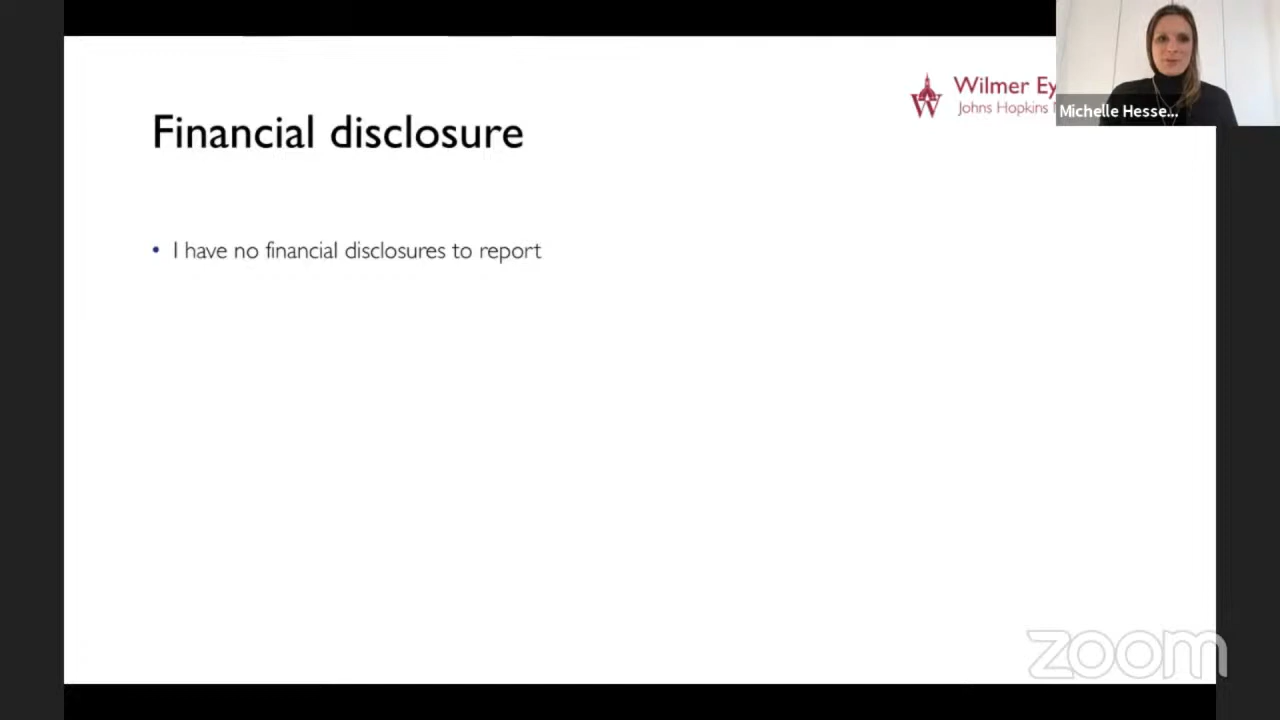 Wilmer Ey
Johns Hopkins
Michelle Hesse...
Financial disclosure
• I have no financial disclosures to report
zoom